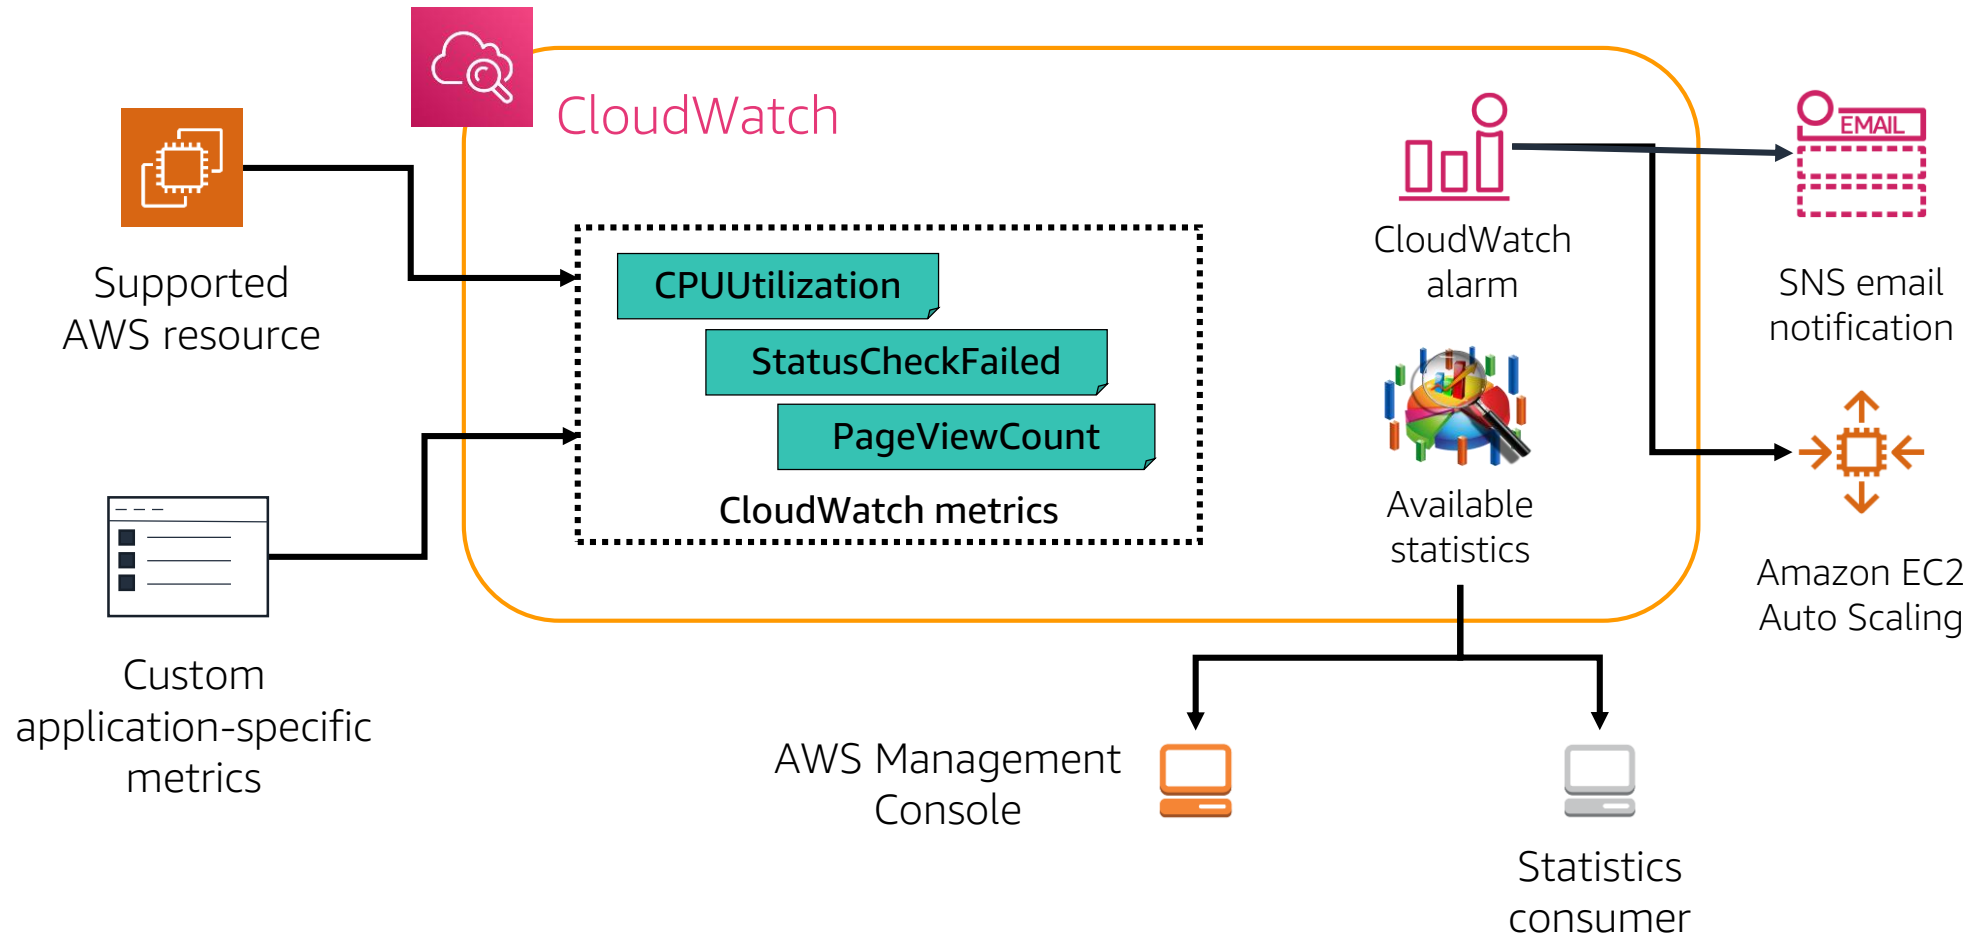 CloudWatch
Supported
AWS resource
CPUUtilization
StatusCheckFailed
PageViewCount
CloudWatch metrics
Custom
application-specific
metrics
CloudWatch
alarm
Available
statistics
EMAIL
SNS email
notification
Amazon EC2
Auto Scaling
AWS Management
Console
Statistics
consumer